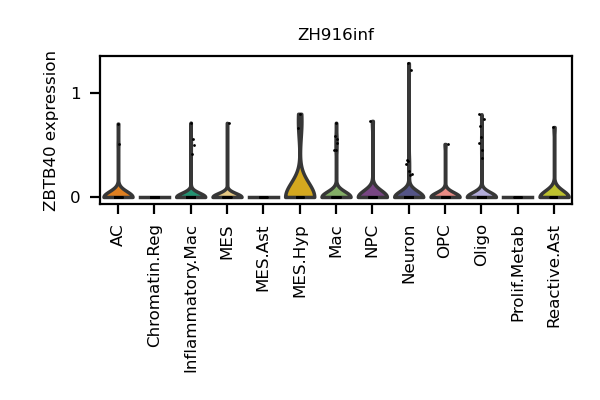 ZH916inf
ZBTB40 expression
1
0
AC
Chromatin.Reg
Inflammatory.Mac
MES
MES.Ast
MES.Hyp
Mac
NPC
Neuron
OPC
Oligo
Prolif.Metab
Reactive.Ast